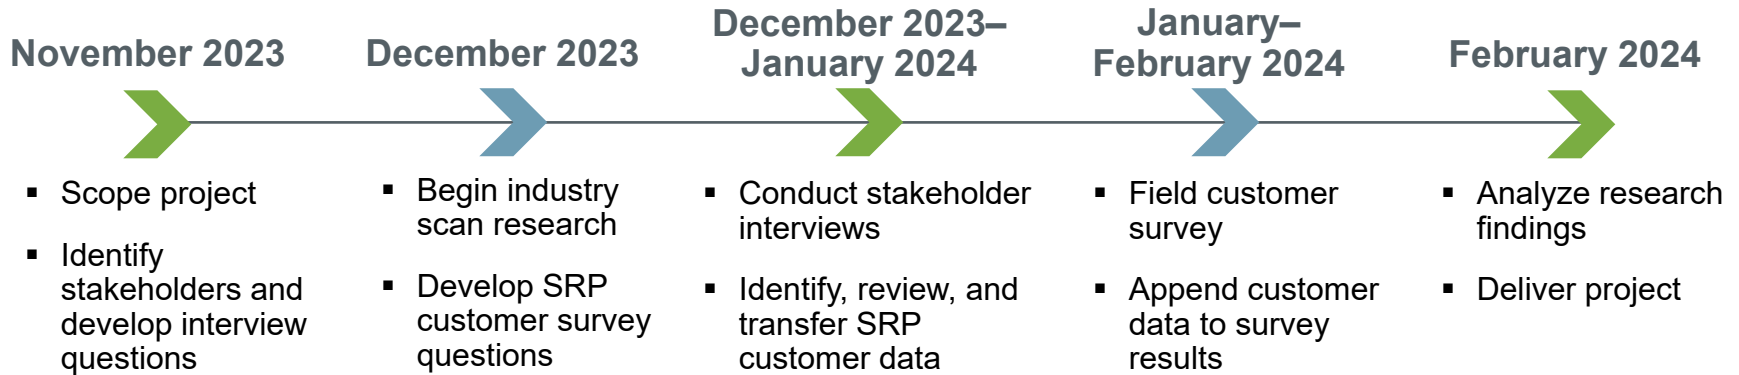 November 2023
▪ Scope project
▪ Identify
stakeholders and
develop interview
questions
December 2023
▪ Begin industry
scan research
▪ Develop SRP
customer survey
questions
December 2023–
January 2024
▪ Conduct stakeholder
interviews
▪ Identify, review, and
transfer SRP
customer data
January–
February 2024
▪ Field customer
survey
▪ Append customer
data to survey
results
February 2024
▪ Analyze research
findings
▪ Deliver project